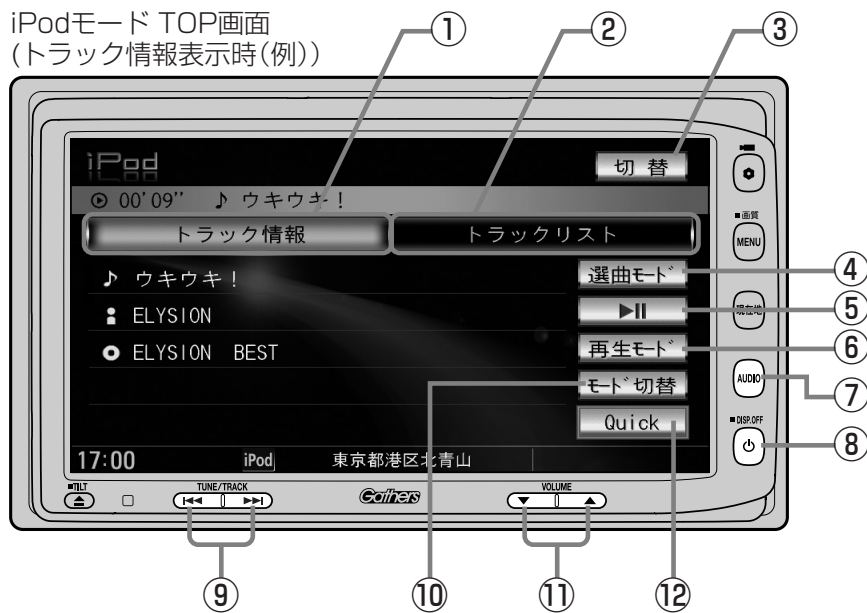 iPodモード TOP画面
(トラック情報表示時(例))
① ② ③
iPod
切 替
00'09'' ♪ ウキウキ!
トラック情報 トラックリスト
♪ ウキウキ!
選曲モード
④
ELYSION
▶II
⑤
ELYSION BEST
再生モード
⑥
モード切替
Quick
17:00 iPod 東京都港区北青山
■画質
MENU
現在地
AUDIO
⑦
■DISP.OFF
⑧
■TILT
TUNE/TRACK
Gathers
VOLUME
⑨ ⑩ ⑪ ⑫